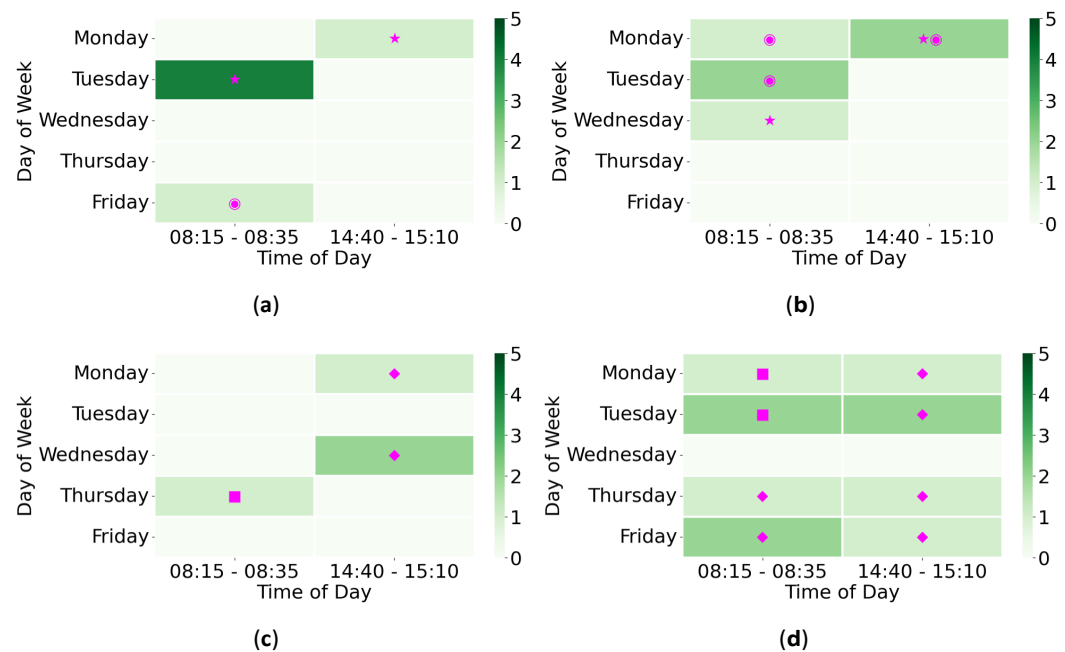 Monday
Tuesday
Wednesday
Thursday
Friday
Day of Week
08:15 - 08:35 14:40 - 15:10
Time of Day
5
4
3
2
1
0
(a)
Monday
Tuesday
Wednesday
Thursday
Friday
Day of Week
08:15 - 08:35 14:40 - 15:10
Time of Day
5
4
3
2
1
0
(b)
Monday
Tuesday
Wednesday
Thursday
Friday
Day of Week
08:15 - 08:35 14:40 - 15:10
Time of Day
5
4
3
2
1
0
(c)
Monday
Tuesday
Wednesday
Thursday
Friday
Day of Week
08:15 - 08:35 14:40 - 15:10
Time of Day
5
4
3
2
1
0
(d)